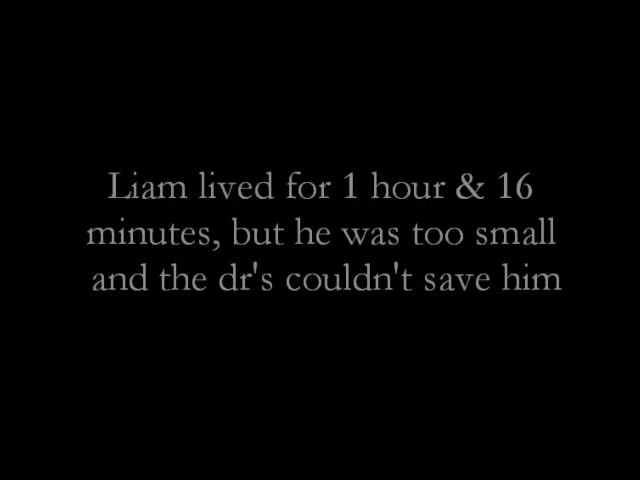 Liam lived for 1 hour & 16
minutes, but he was too small
and the dr's couldn't save him